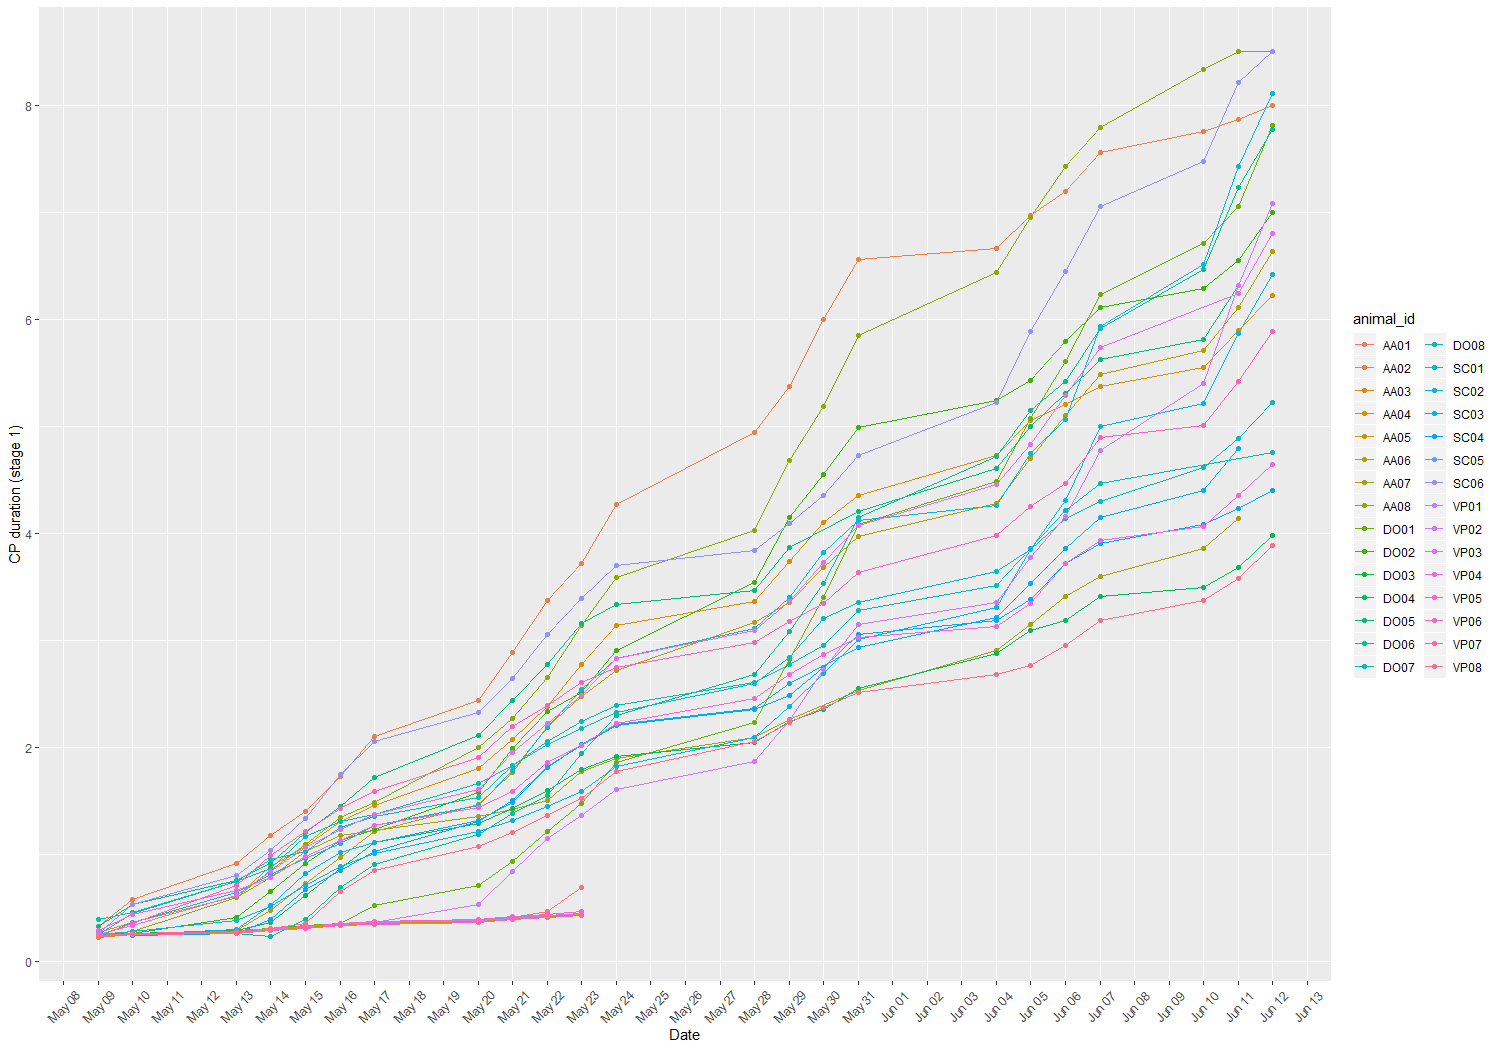 8
6
4
2
0
CP duration (stage 1)
May 08
May 09
May 10
May 11
May 12
May 13
May 14
May 15
May 16
May 17
May 18
May 19
May 20
May 21
May 22
May 23
May 24
May 25
May 26
May 27
May 28
May 29
May 30
May 31
Jun 01
Jun 02
Jun 03
Jun 04
Jun 05
Jun 06
Jun 07
Jun 08
Jun 09
Jun 10
Jun 11
Jun 12
Jun 13
Date
animal_id
AA01
AA02
AA03
AA04
AA05
AA06
AA07
AA08
DO01
DO02
DO03
DO04
DO05
DO06
DO07
DO08
SC01
SC02
SC03
SC04
SC05
SC06
VP01
VP02
VP03
VP04
VP05
VP06
VP07
VP08